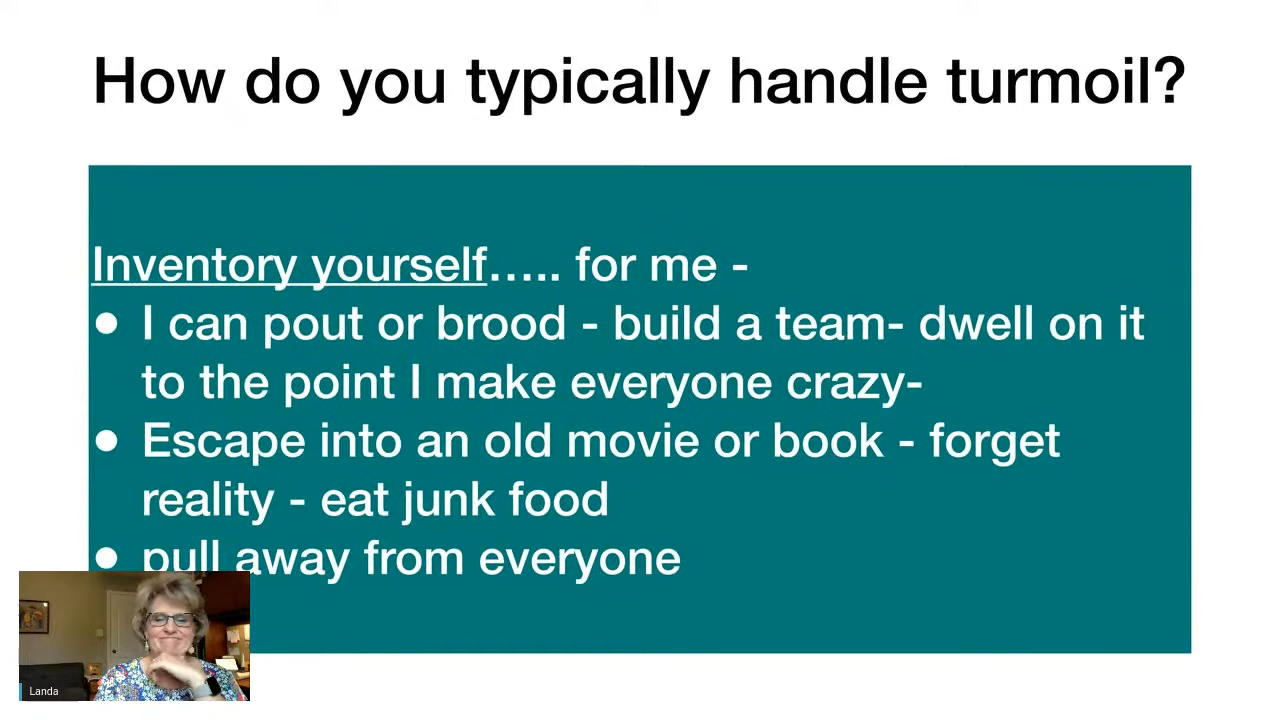 How do you typically handle turmoil?
Inventory yourself….. for me -
● I can pout or brood - build a team- dwell on it
to the point I make everyone crazy-
● Escape into an old movie or book - forget
reality - eat junk food
● pull away from everyone
Landa